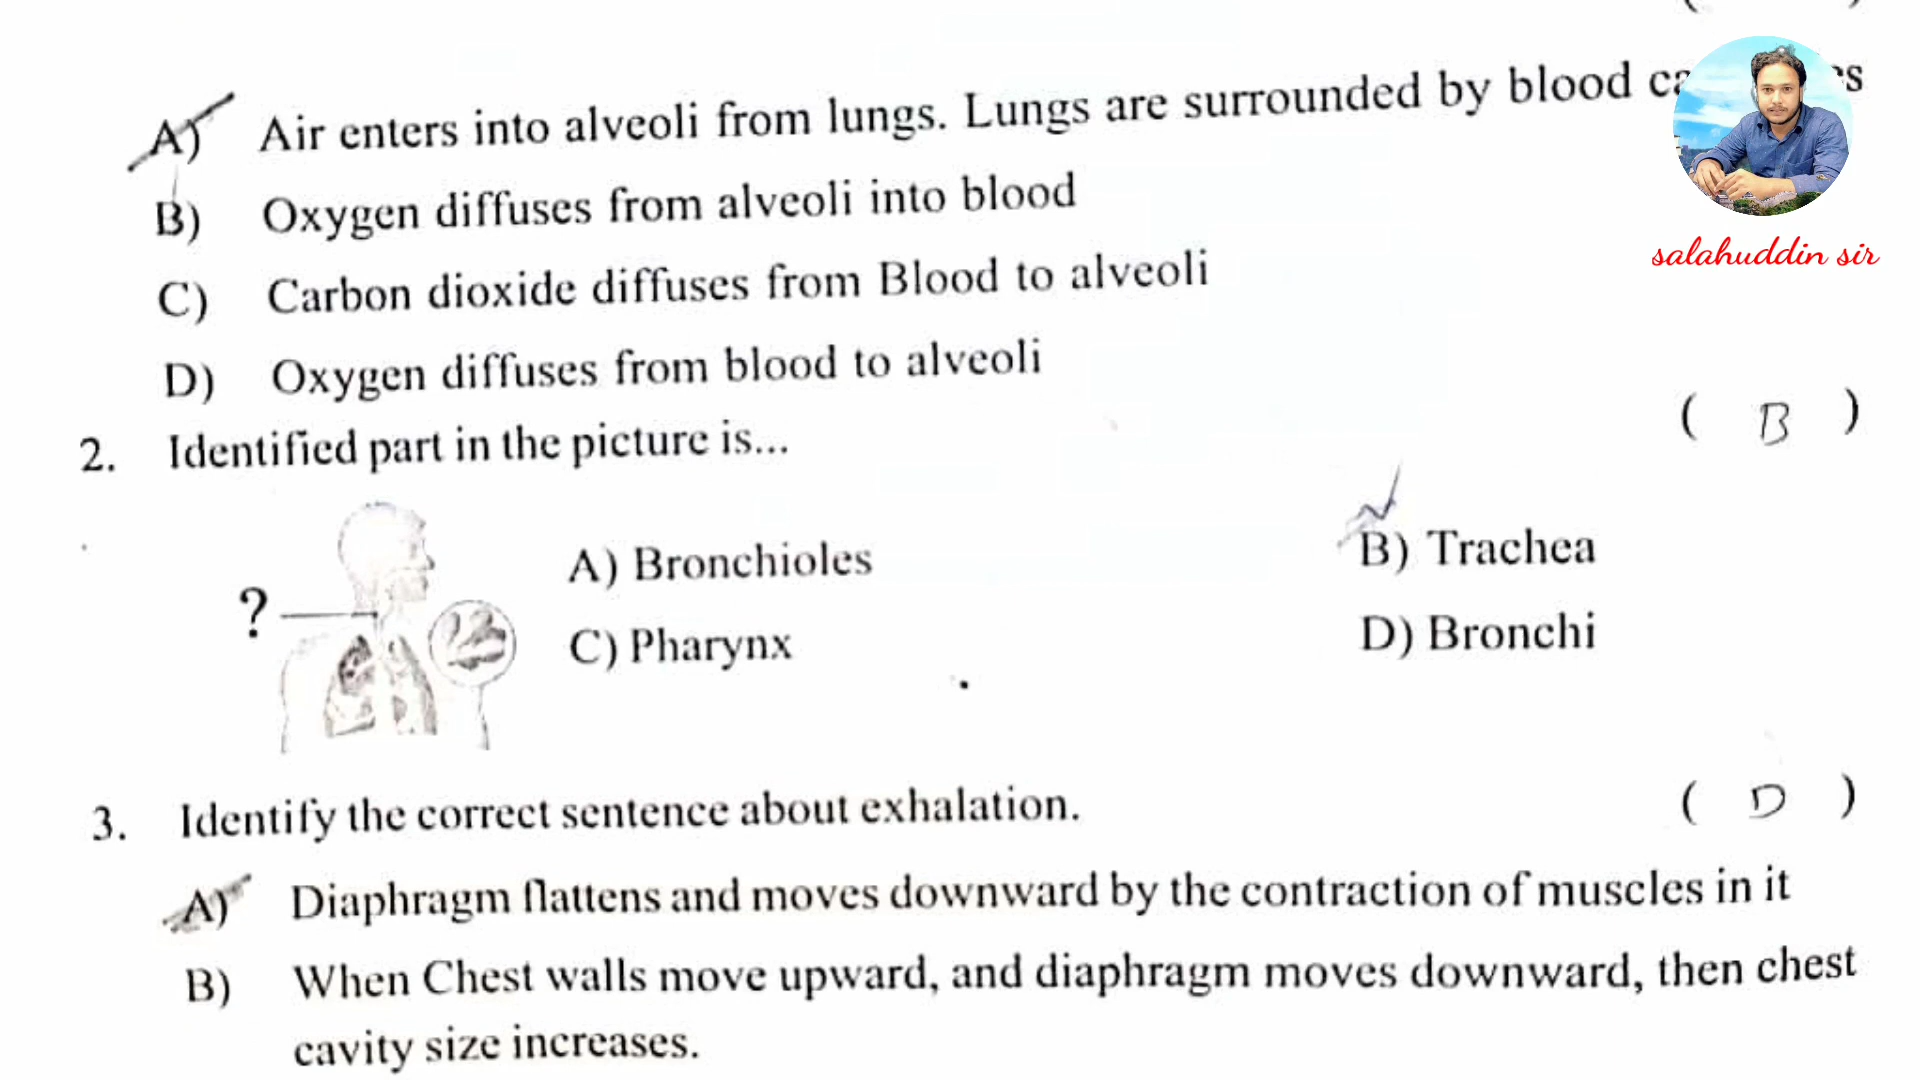 A) Air enters into alveoli from lungs. Lungs are surrounded by blood
B) Oxygen diffuses from alveoli into blood
C) Carbon dioxide diffuses from Blood to alveoli
D) Oxygen diffuses from blood to alveoli
salahuddin sir
2. Identified part in the picture is... ( B )
?
A) Bronchioles B) Trachea
C) Pharynx D) Bronchi
3. Identify the correct sentence about exhalation. ( D )
A) Diaphragm flattens and moves downward by the contraction of muscles in it
B) When Chest walls move upward, and diaphragm moves downward, then chest
cavity size increases.